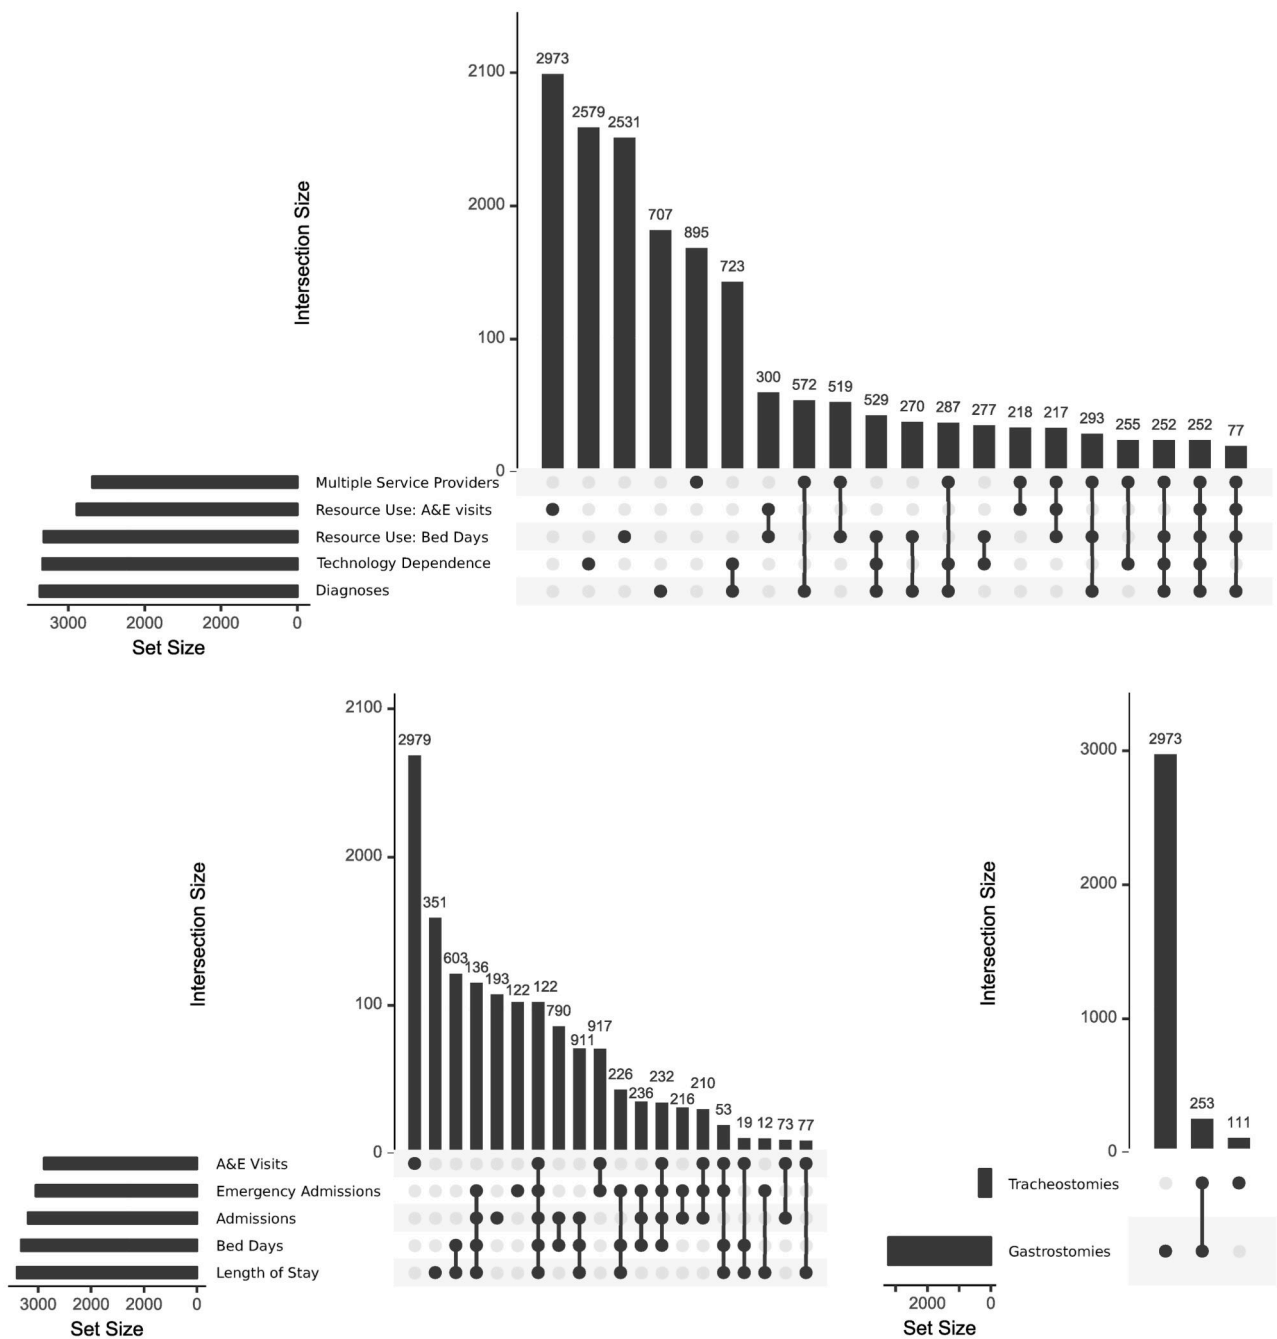 2973
2100
2579
2531
2000
707
895
723
Intersection Size
100
300
572
519
529
270
287
277
218
217
293
255
252
252
77
0
Multiple Service Providers
Resource Use: A&E visits
Resource Use: Bed Days
Technology Dependence
Diagnoses
3000 2000 2000 0
Set Size
2100
2979
2000
351
603
136
193
122
122
100
790
911
917
226
236
232
216
210
53
19
12
73
77
0
Intersection Size
A&E Visits
Emergency Admissions
Admissions
Bed Days
Length of Stay
3000 2000 2000 0
Set Size
3000
2973
2000
Intersection Size
1000
253
111
0
Tracheostomies
Gastrostomies
2000 0
Set Size